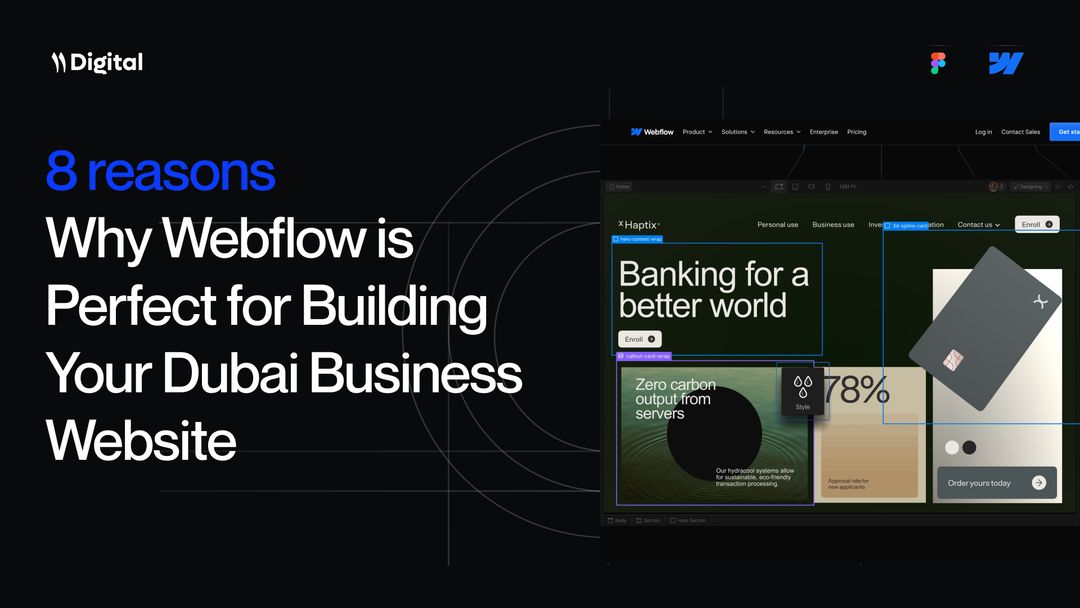 Digital
8 reasons
Why Webflow is
Perfect for Building
Your Dubai Business
Website
Webflow Product Solutions Resources Enterprise Pricing Log in Contact Sales Get sta
Home 1291 PX 2 Designing
Haptix Personal use Business use Inve ation Contact us Enroll
3d-spline-card
hero-content-wrap
Banking for a
better world
Enroll
callout-card-wrap
Zero carbon
output from
servers
Style
78%
Our hydracool systems allow
for sustainable, eco-friendly
transaction processing.
Approval rate for
new applicants
Order yours today
Body Section Hero Section